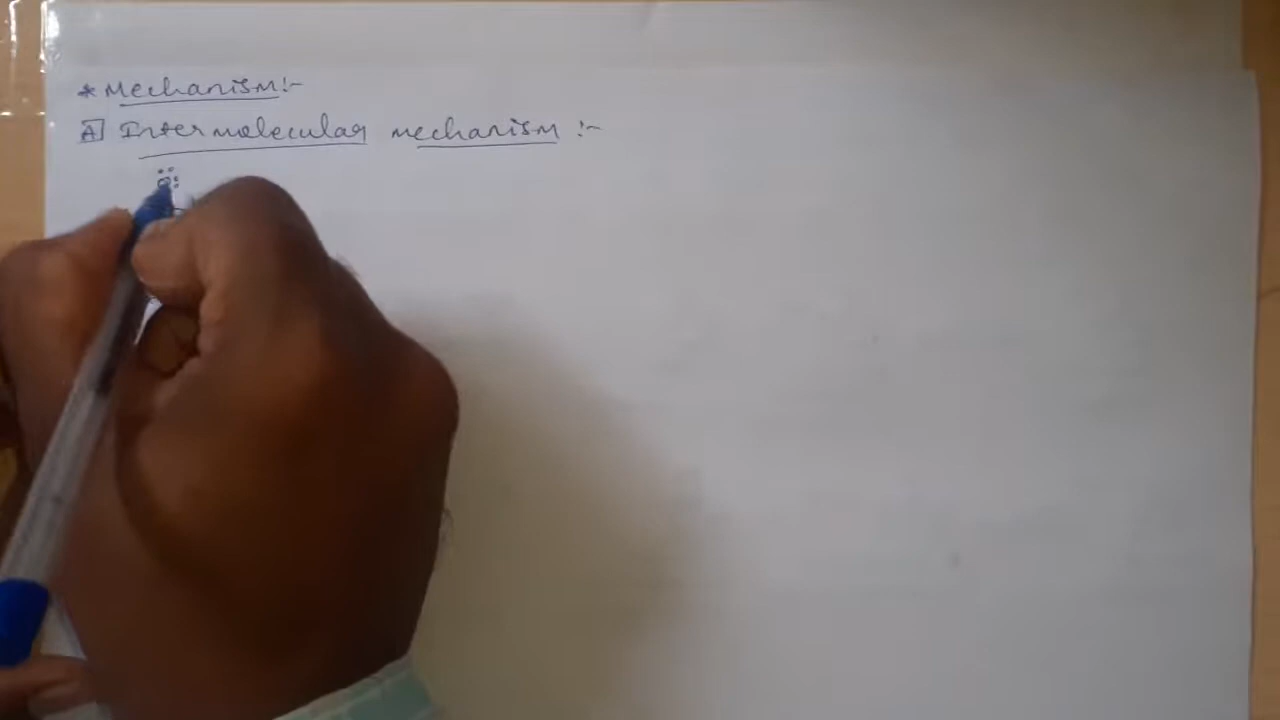 * Mechanism:-
A Intermolecular mechanism :-
O